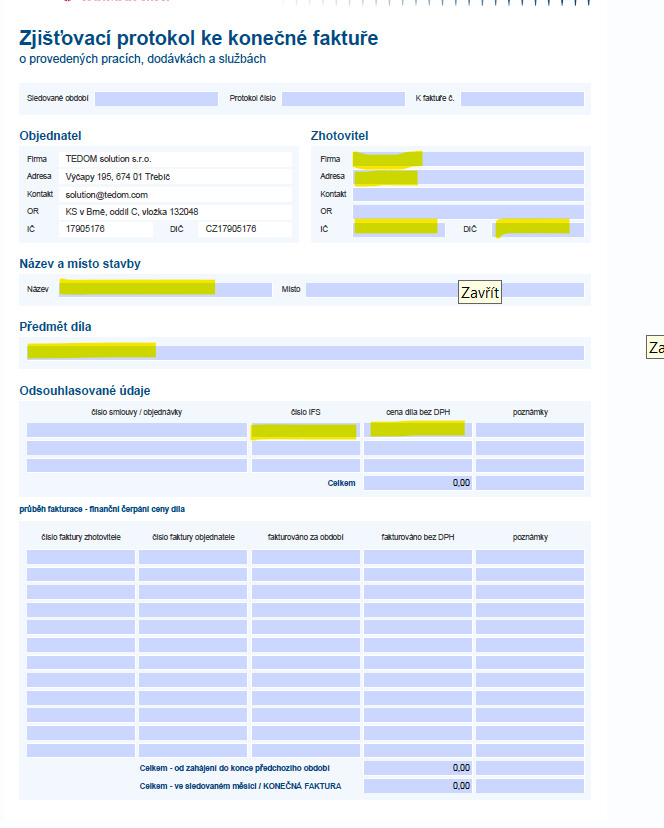 Zjišťovací protokol ke konečné faktuře
o provedených pracích, dodávkách a službách
Sledované období Protokol číslo K faktuře č.
Objednatel Zhotovitel
Firma TEDOM solution s.r.o. Firma
Adresa Výčapy 195, 674 01 Třebíč Adresa
Kontakt solution@tedom.com Kontakt
OR KS v Brně, oddíl C, vložka 132048 OR
IČ 17905176 DIČ CZ17905176 IČ DIČ
Název a místo stavby
Název Místo
Zavřít
Předmět díla
Za
Odsouhlasované údaje
číslo smlouvy / objednávky číslo IFS cena díla bez DPH poznámky
Celkem 0,00
průběh fakturace - finanční čerpání ceny díla
číslo faktury zhotovitele číslo faktury objednatele fakturováno za období fakturováno bez DPH poznámky
Celkem - od zahájení do konce předchozího období 0,00
Celkem - ve sledovaném měsíci / KONEČNÁ FAKTURA 0,00